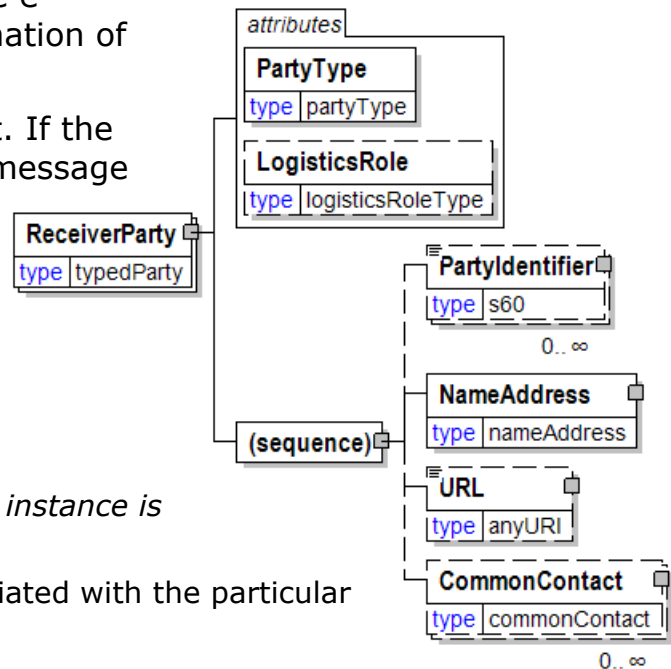 attributes
nation of
PartyType
type partyType
t. If the
message
LogisticsRole
type logisticsRoleType
ReceiverParty
type typedParty
PartyIdentifier
type s60
0.. ∞
NameAddress
type nameAddress
(sequence)
URL
instance is
type anyURI
iated with the particular
CommonContact
type commonContact
0.. ∞